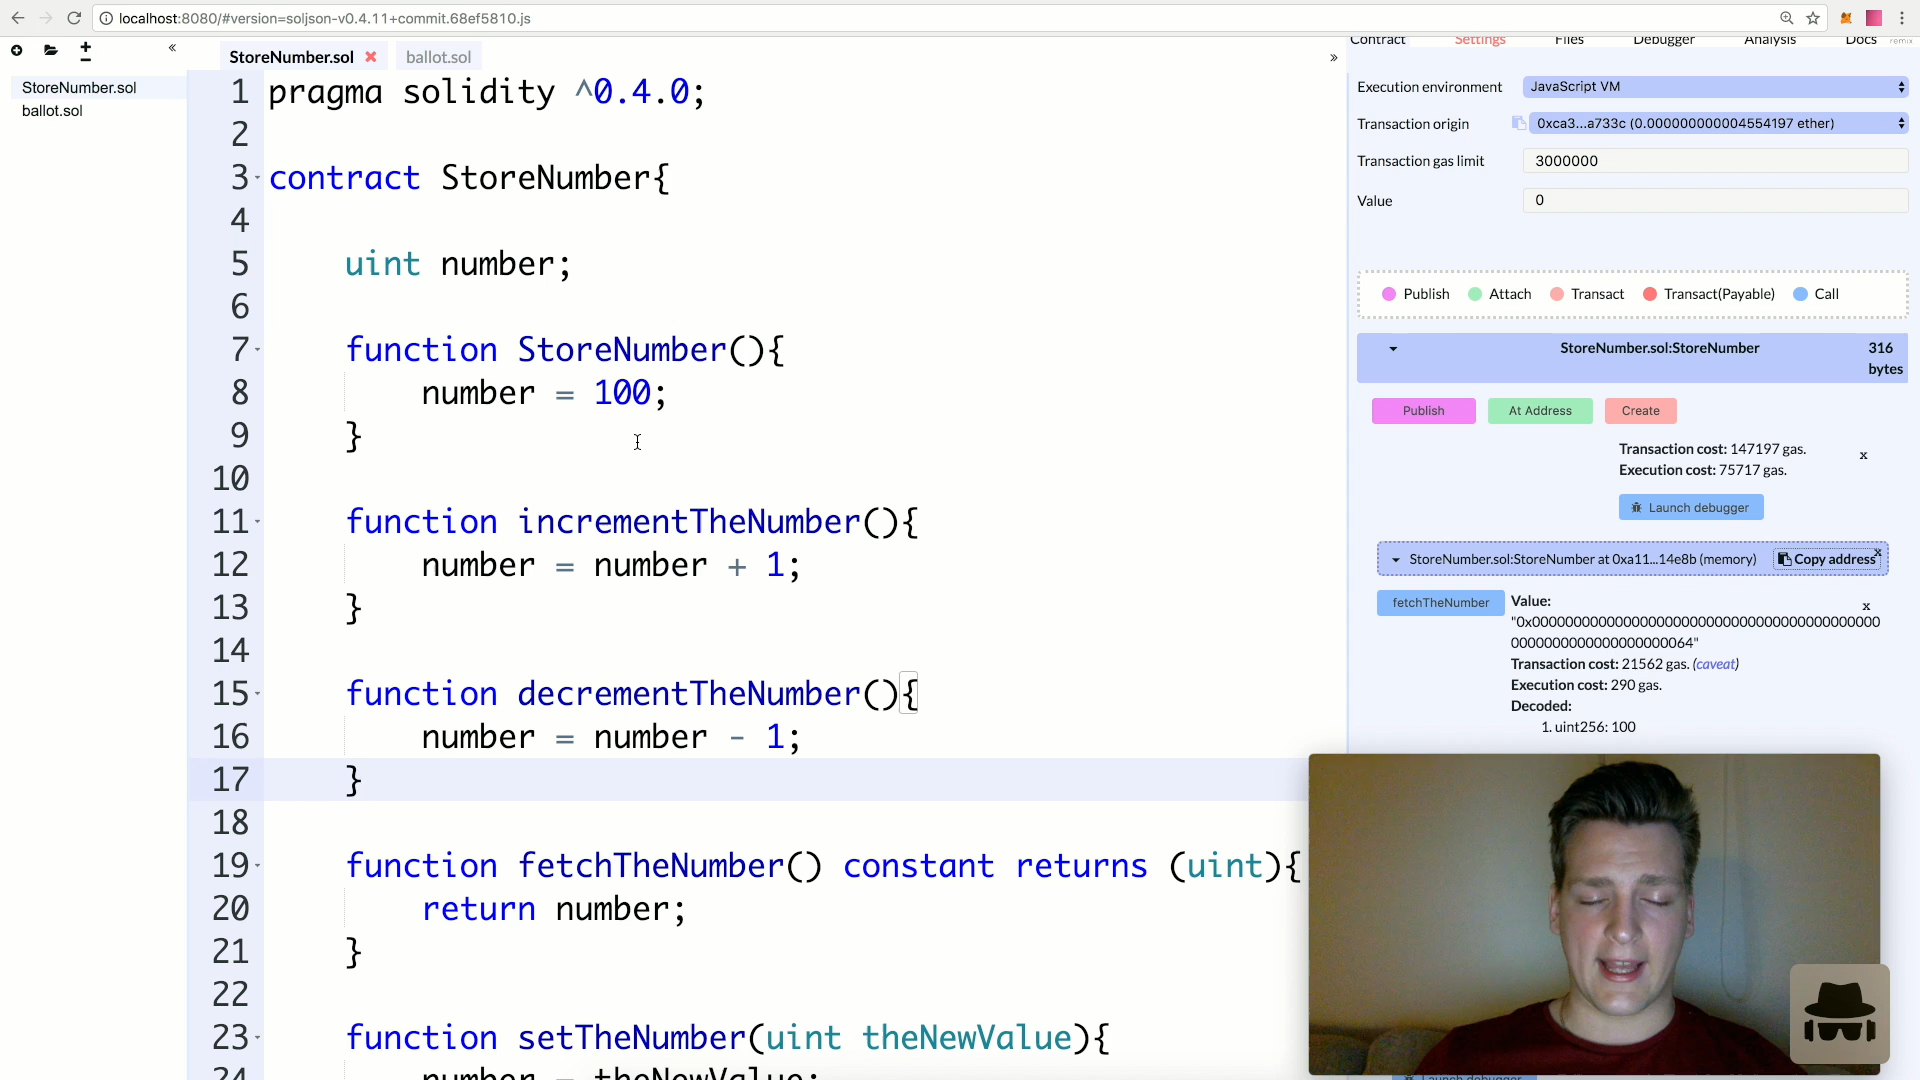 localhost:8080/#version=soljson-v0.4.11+commit.68ef5810.js
«
StoreNumber.sol
ballot.sol
StoreNumber.sol ✖ ballot.sol
»
1 pragma solidity ^0.4.0;
2
3 contract StoreNumber{
4
5 uint number;
6
7 function StoreNumber(){
8 number = 100;
9 }
10
11 function incrementTheNumber(){
12 number = number + 1;
13 }
14
15 function decrementTheNumber(){
16 number = number - 1;
17 }
18
19 function fetchTheNumber() constant returns (uint){
20 return number;
21 }
22
23 function setTheNumber(uint theNewValue){
24 number = theNewValue;
Contract Settings Files Debugger Analysis Docs remix
Execution environment JavaScript VM
Transaction origin 0xca3...a733c (0.000000000004554197 ether)
Transaction gas limit 3000000
Value 0
Publish Attach Transact Transact(Payable) Call
StoreNumber.sol:StoreNumber 316
bytes
Publish At Address Create
Transaction cost: 147197 gas. x
Execution cost: 75717 gas.
Launch debugger
StoreNumber.sol:StoreNumber at 0xa11...14e8b (memory) Copy address x
fetchTheNumber Value: x
"0x000000000000000000000000000000000000000000
0000000000000000000064"
Transaction cost: 21562 gas. (caveat)
Execution cost: 290 gas.
Decoded:
1. uint256: 100
Launch debugger